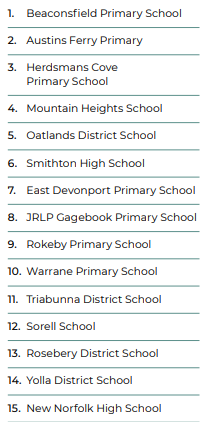 1. Beaconsfield Primary School
2. Austins Ferry Primary
3. Herdsmans Cove
Primary School
4. Mountain Heights School
5. Oatlands District School
6. Smithton High School
7. East Devonport Primary School
8. JRLP Gagebook Primary School
9. Rokeby Primary School
10. Warrane Primary School
11. Triabunna District School
12. Sorell School
13. Rosebery District School
14. Yolla District School
15. New Norfolk High School